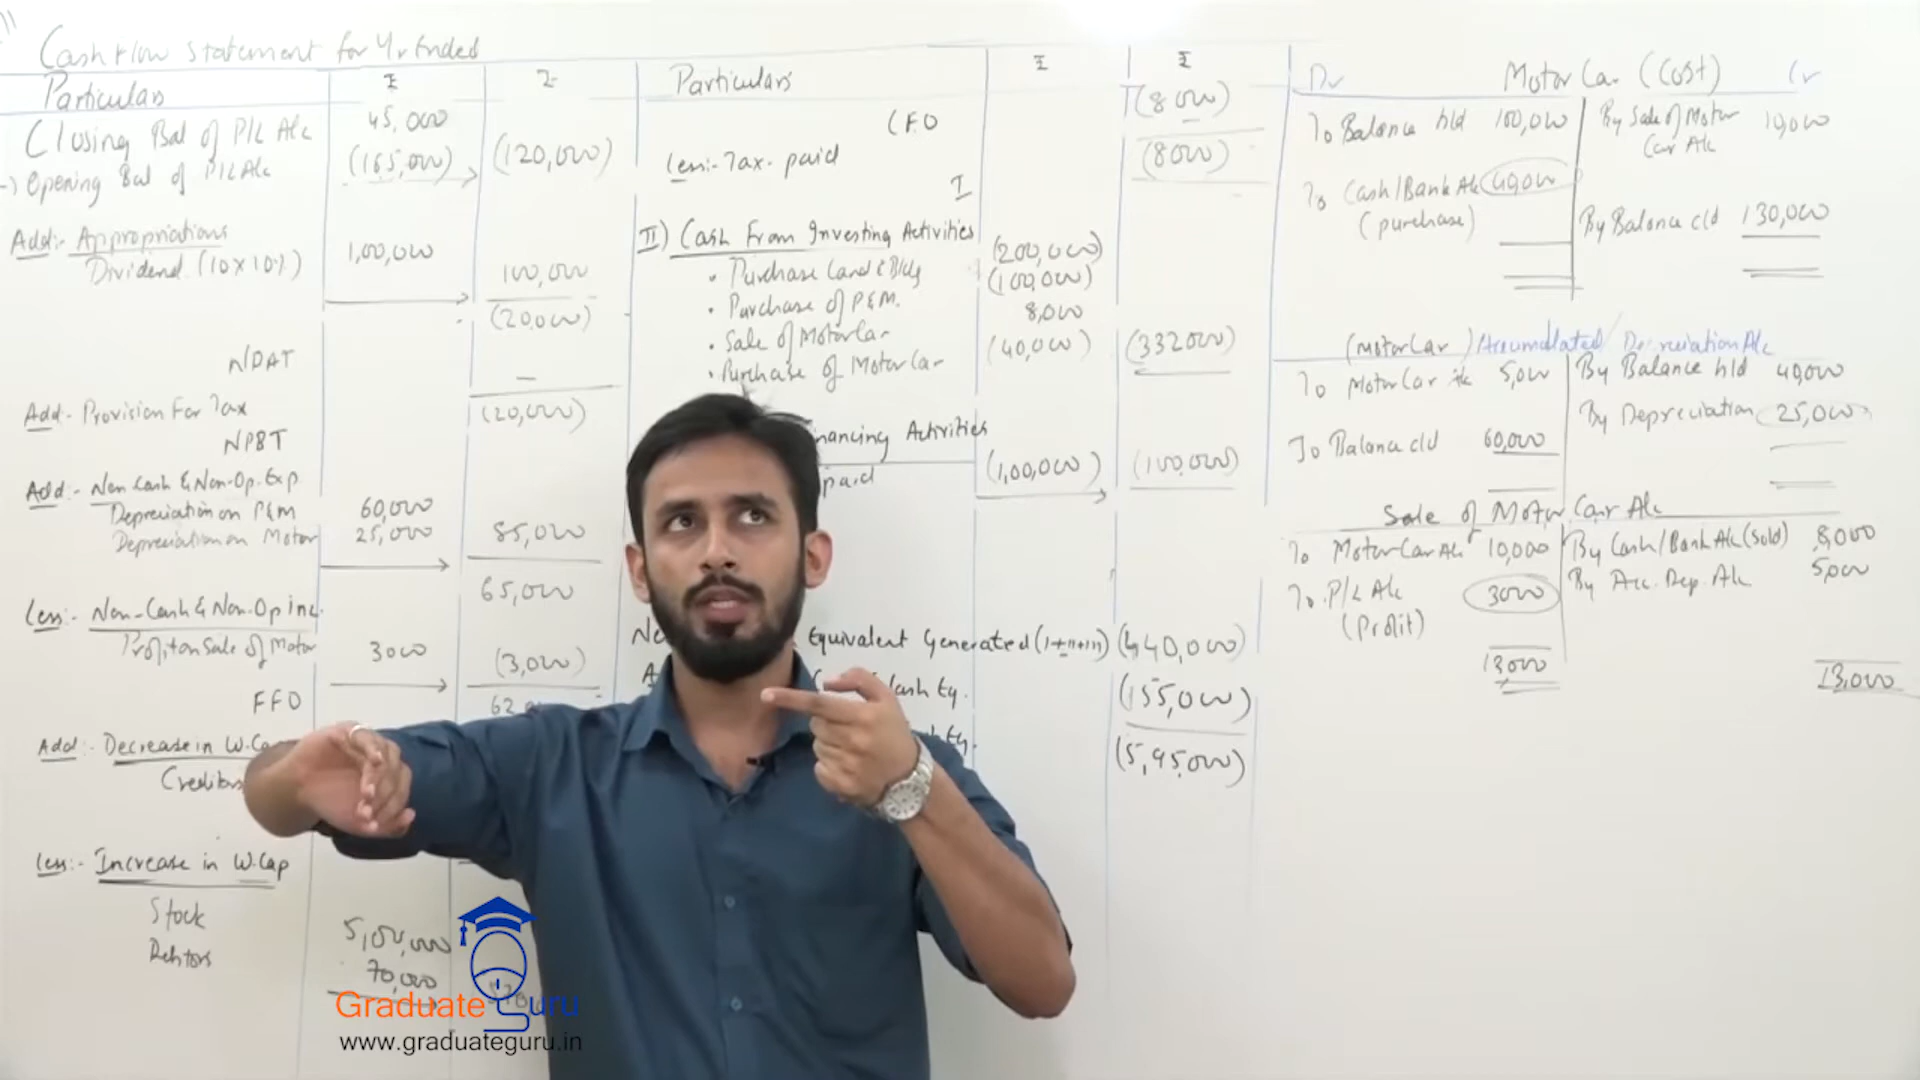 Cash Flow Statement for Yr Ended
Particulars ₹ ₹
Closing Bal of P/L A/c 45,000
(-) Opening Bal of P/L A/c (165,000) (120,000)
Add:- Appropriations
Dividend (10×10%) 1,00,000 100,000
(20,000)
NPAT
Add:- Provision For Tax —
NPBT (20,000)
Add:- Non Cash & Non-Op. Exp
Depreciation on P&M 60,000
Depreciation on Motor 25,000 85,000
65,000
Less:- Non-Cash & Non-Op inc.
Profit on Sale of Motor 3000 (3,000)
FFO
Add:- Decrease in W.Ca
Creditors
Less:- Increase in W.Cap
Stock
Debtors 70,000
Particulars ₹ ₹
CFO (8000)
Less:- Tax paid
I (8000)
II) Cash From Investing Activities
• Purchase Land & Bldg (200,000)
• Purchase of P&M. (100,000)
• Sale of Motor Car 8,000
• Purchase of Motor Car (40,000) (332000)
nancing Activities
paid (1,00,000) (100,000)
Equivalent Generated (I+II+III) (440,000)
Cash Eq. (155,000)
(5,95,000)
Dr Motor Car (Cost) Cr
To Balance b/d 100,000 By Sale of Motor Car A/c 10,000
To Cash/Bank A/c (purchase) 40,000 By Balance c/d 130,000
(Motor Car) Accumulated Depreciation A/c
To Motor Car A/c 5,000 By Balance b/d 40,000
To Balance c/d 60,000 By Depreciation 25,000
Sale of Motor Car A/c
To Motor Car A/c 10,000 By Cash/Bank A/c (Sold) 8,000
To P/L A/c (Profit) 3000 By Acc. Dep. A/c 5,000
13,000 13,000
Graduate Guru
www.graduateguru.in